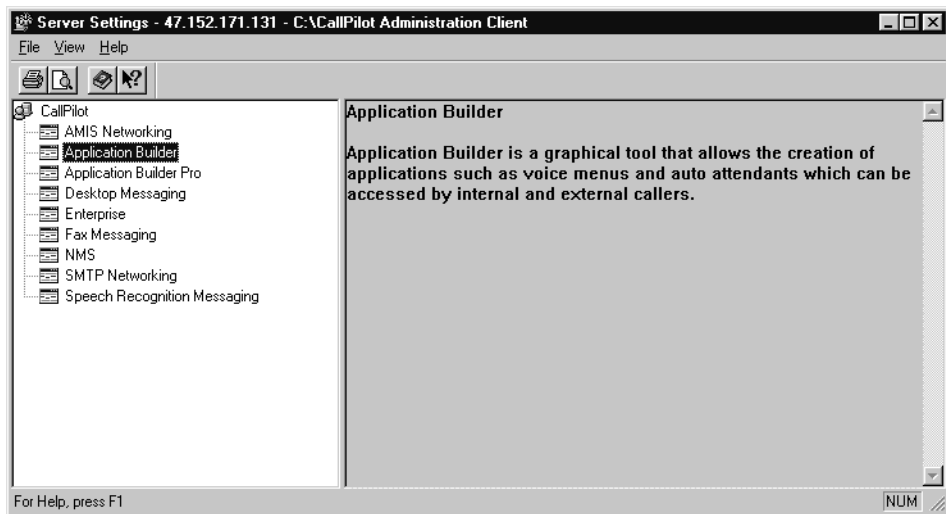 Server Settings - 47.152.171.131 - C:\CallPilot Administration Client
File View Help
CallPilot
AMIS Networking
Application Builder
Application Builder Pro
Desktop Messaging
Enterprise
Fax Messaging
NMS
SMTP Networking
Speech Recognition Messaging
Application Builder
Application Builder is a graphical tool that allows the creation of
applications such as voice menus and auto attendants which can be
accessed by internal and external callers.
For Help, press F1
NUM